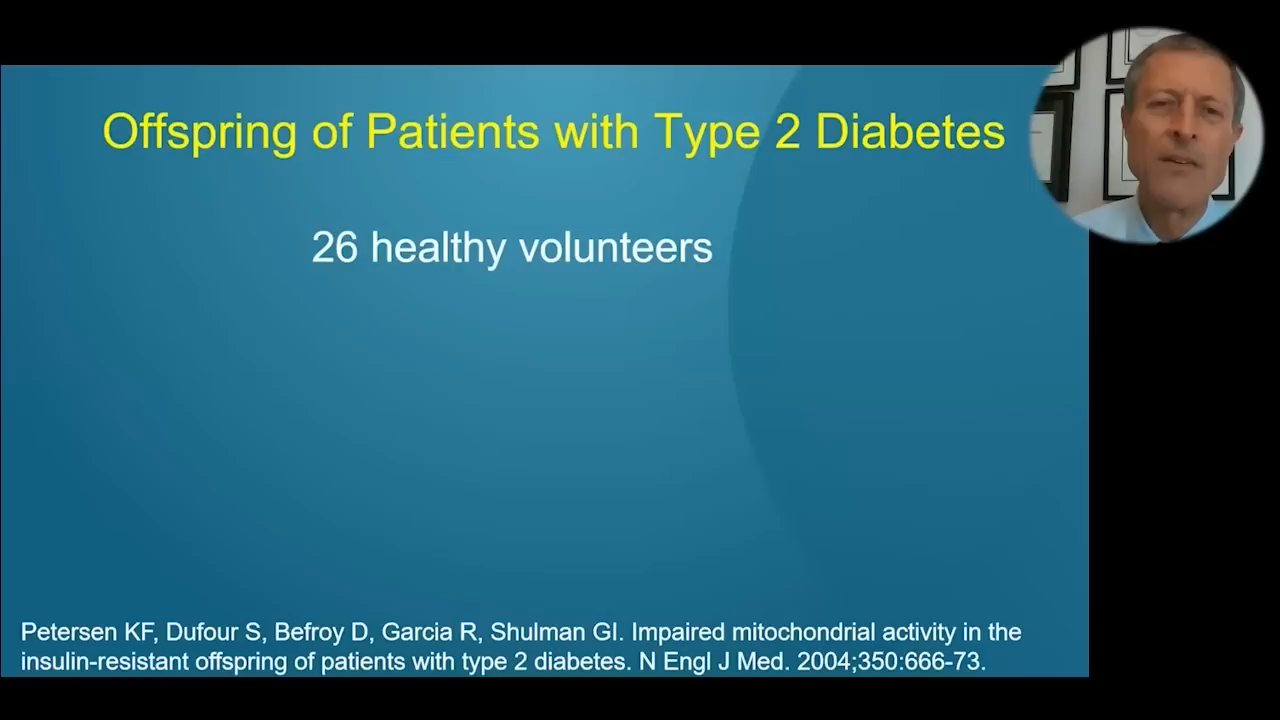 Offspring of Patients with Type 2 Diabetes
26 healthy volunteers
Petersen KF, Dufour S, Befroy D, Garcia R, Shulman GI. Impaired mitochondrial activity in the
insulin-resistant offspring of patients with type 2 diabetes. N Engl J Med. 2004;350:666-73.